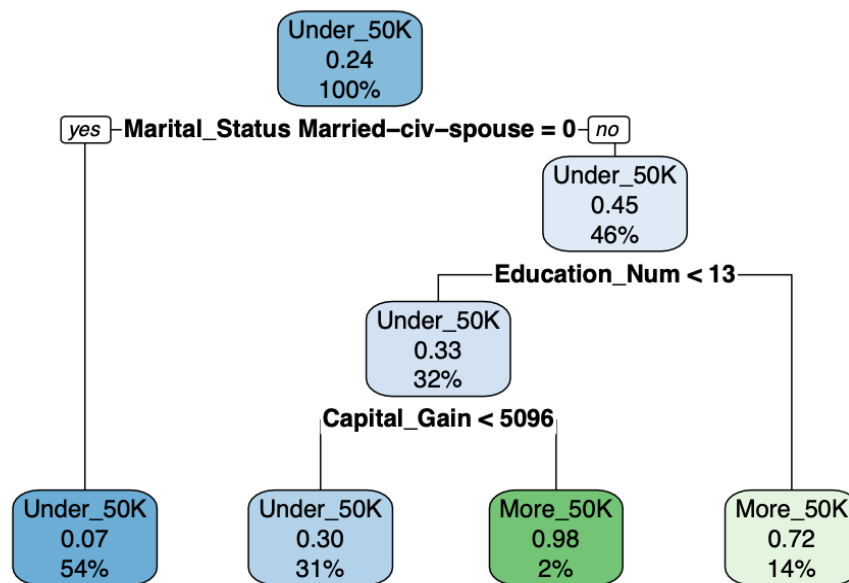 Under_50K
0.24
100%
yes Marital_Status Married−civ−spouse = 0 no
Under_50K
0.45
46%
Education_Num < 13
Under_50K
0.33
32%
Capital_Gain < 5096
Under_50K
0.07
54%
Under_50K
0.30
31%
More_50K
0.98
2%
More_50K
0.72
14%